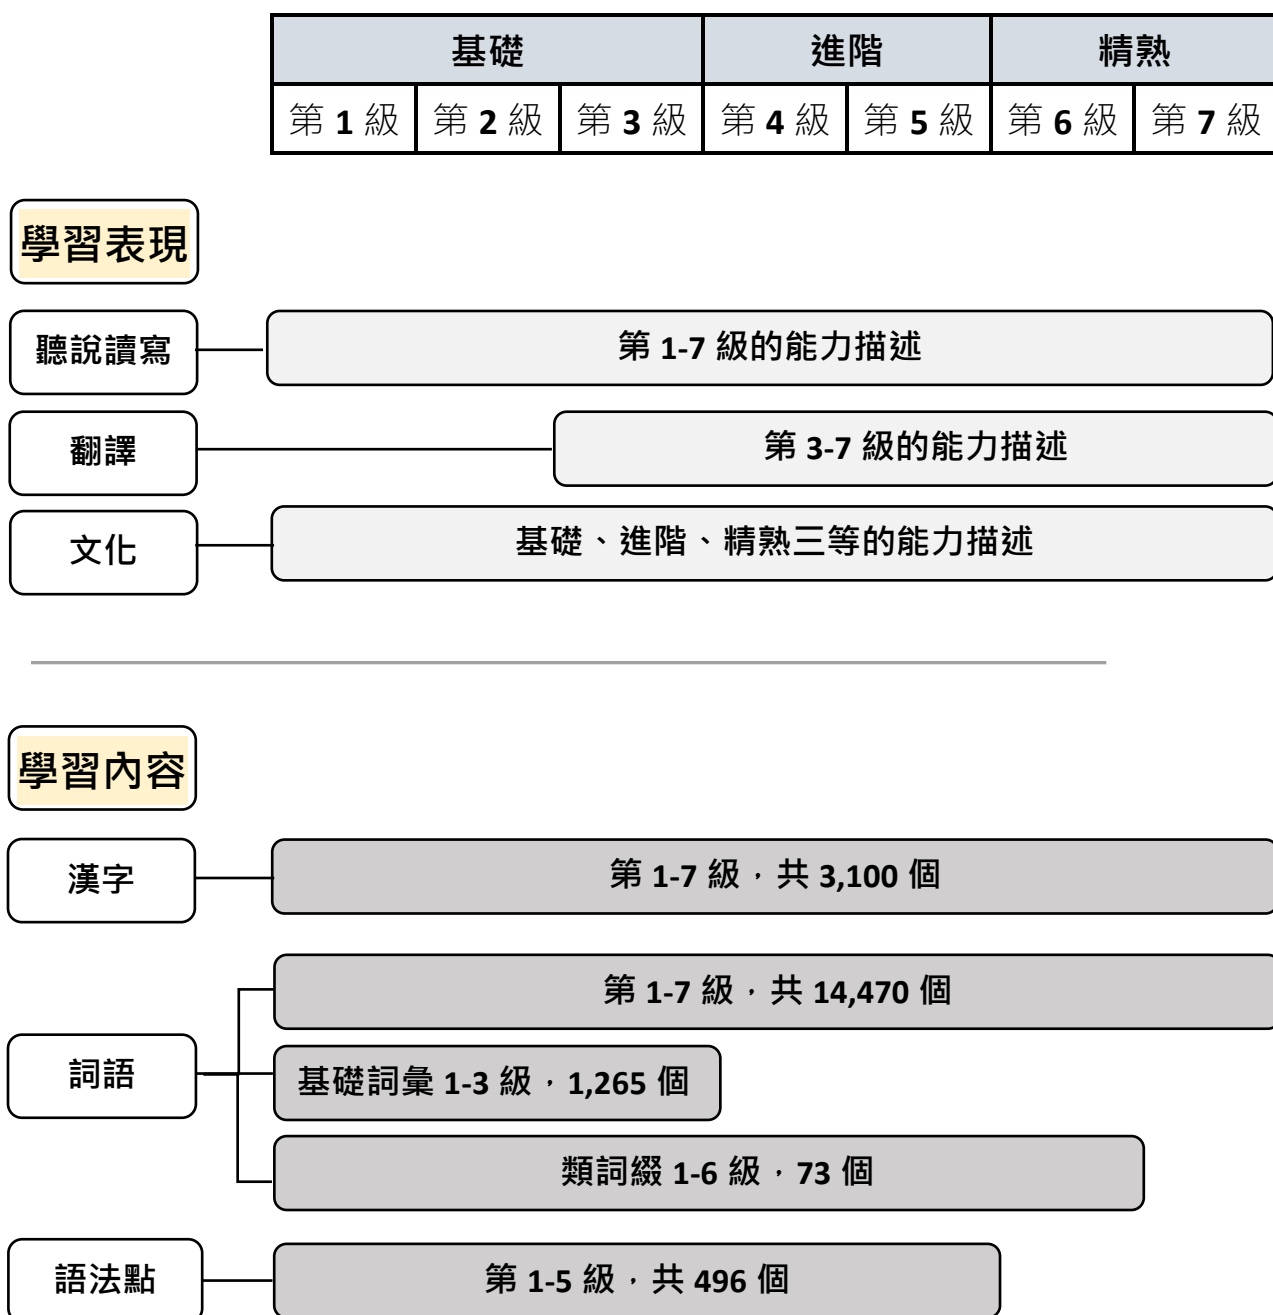 基礎 進階 精熟
第 1 級 第 2 級 第 3 級 第 4 級 第 5 級 第 6 級 第 7 級
學習表現
聽說讀寫 第 1-7 級的能力描述
翻譯 第 3-7 級的能力描述
文化 基礎、進階、精熟三等的能力描述
學習內容
漢字 第 1-7 級，共 3,100 個
第 1-7 級，共 14,470 個
詞語 基礎詞彙 1-3 級，1,265 個
類詞綴 1-6 級，73 個
語法點 第 1-5 級，共 496 個